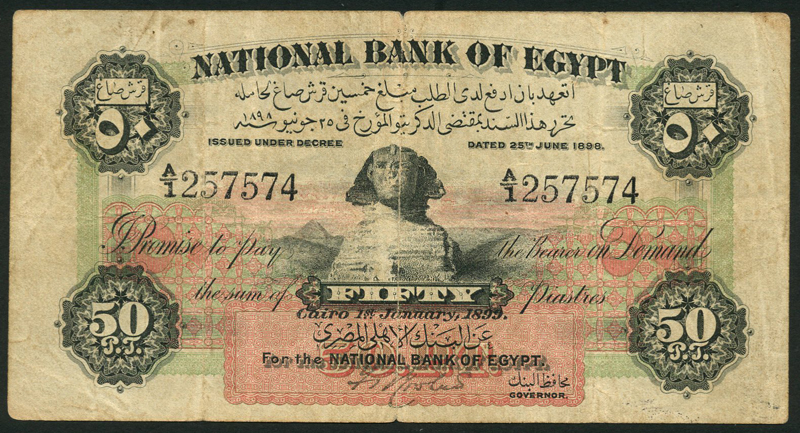 NATIONAL BANK OF EGYPT
قرش صاغ
٥٠
قرش صاغ
٥٠
اتعهد بان ادفع لدى الطلب مبلغ خمسين قرش صاغ لحامله
تحرر هذا السند بمقتضى الدكريتو المؤرخ فى ٢٥ جونيو سنة ١٨٩٨
ISSUED UNDER DECREE DATED 25TH JUNE 1898.
A/1 257574 A/1 257574
I Promise to pay the Bearer on Demand
the sum of FIFTY Piastres
Cairo 1st January, 1899.
عن البنك الاهلى المصرى
For the NATIONAL BANK OF EGYPT.
محافظ البنك
GOVERNOR.
50
P.T.
50
P.T.